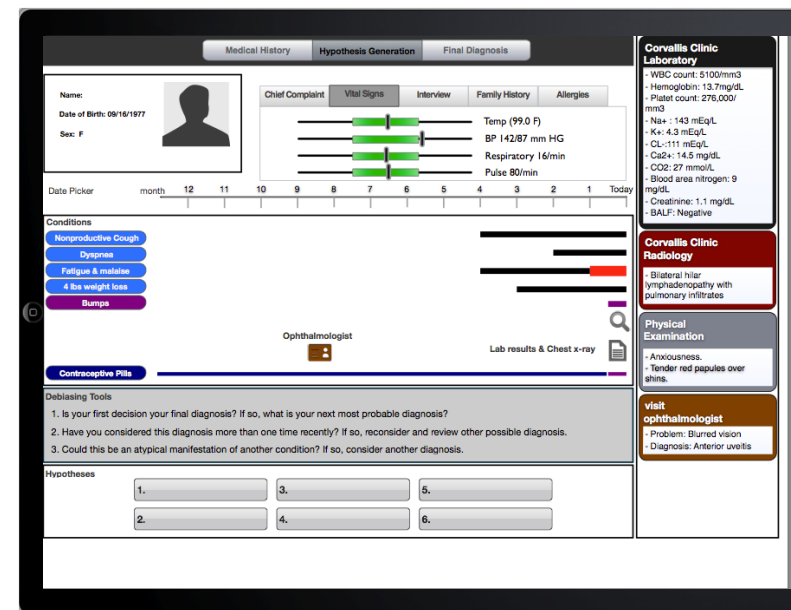 Medical History
Hypothesis Generation
Final Diagnosis
Name:
Date of Birth: 09/16/1977
Sex: F
Chief Complaint
Vital Signs
Interview
Family History
Allergies
Temp (99.0 F)
BP 142/87 mm HG
Respiratory 16/min
Pulse 80/min
Date Picker
month 12 11 10 9 8 7 6 5 4 3 2 1 Today
Conditions
Nonproductive Cough
Dyspnea
Fatigue & malaise
4 lbs weight loss
Bumps
Ophthalmologist
Lab results & Chest x-ray
Contraceptive Pills
Debiasing Tools
1. Is your first decision your final diagnosis? If so, what is your next most probable diagnosis?
2. Have you considered this diagnosis more than one time recently? If so, reconsider and review other possible diagnosis.
3. Could this be an atypical manifestation of another condition? If so, consider another diagnosis.
Hypotheses
1.
3.
5.
2.
4.
6.
Corvallis Clinic
Laboratory
- WBC count: 5100/mm3
- Hemoglobin: 13.7mg/dL
- Platet count: 276,000/
mm3
- Na+ : 143 mEq/L
- K+: 4.3 mEq/L
- CL-:111 mEq/L
- Ca2+: 14.5 mg/dL
- CO2: 27 mmol/L
- Blood area nitrogen: 9
mg/dL
- Creatinine: 1.1 mg/dL
- BALF: Negative
Corvallis Clinic
Radiology
- Bilateral hilar
lymphadenopathy with
pulmonary infiltrates
Physical
Examination
- Anxiousness.
- Tender red papules over
shins.
visit
ophthalmologist
- Problem: Blurred vision
- Diagnosis: Anterior uveitis